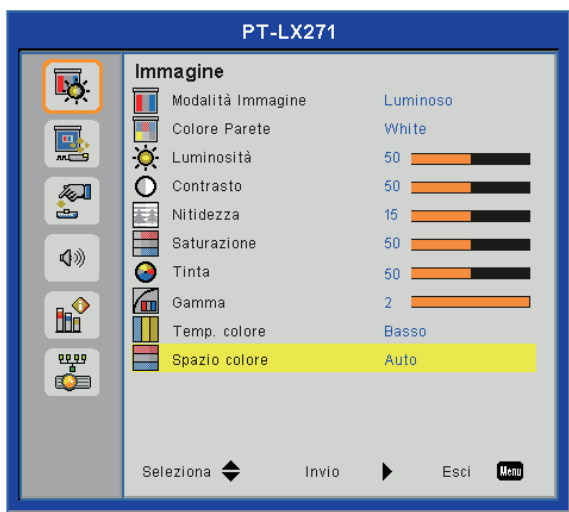 PT-LX271
Immagine
Modalità Immagine Luminoso
Colore Parete White
Luminosità 50
Contrasto 50
Nitidezza 15
Saturazione 50
Tinta 50
Gamma 2
Temp. colore Basso
Spazio colore Auto
Seleziona Invio Esci Menu